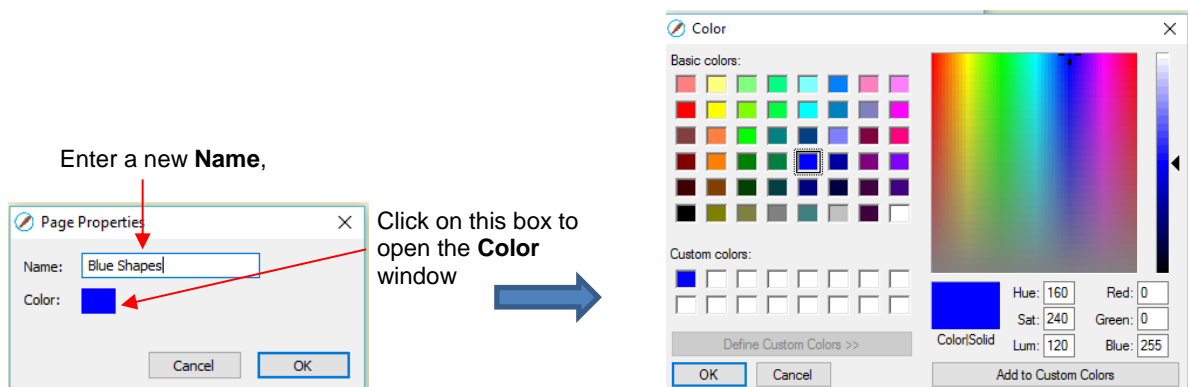 Enter a new Name,
Page Properties
Name: Blue Shapes
Color:
Cancel OK
Click on this box to
open the Color
window
Color
Basic colors:
Custom colors:
Define Custom Colors >>
OK Cancel
Color|Solid
Hue: 160 Red: 0
Sat: 240 Green: 0
Lum: 120 Blue: 255
Add to Custom Colors